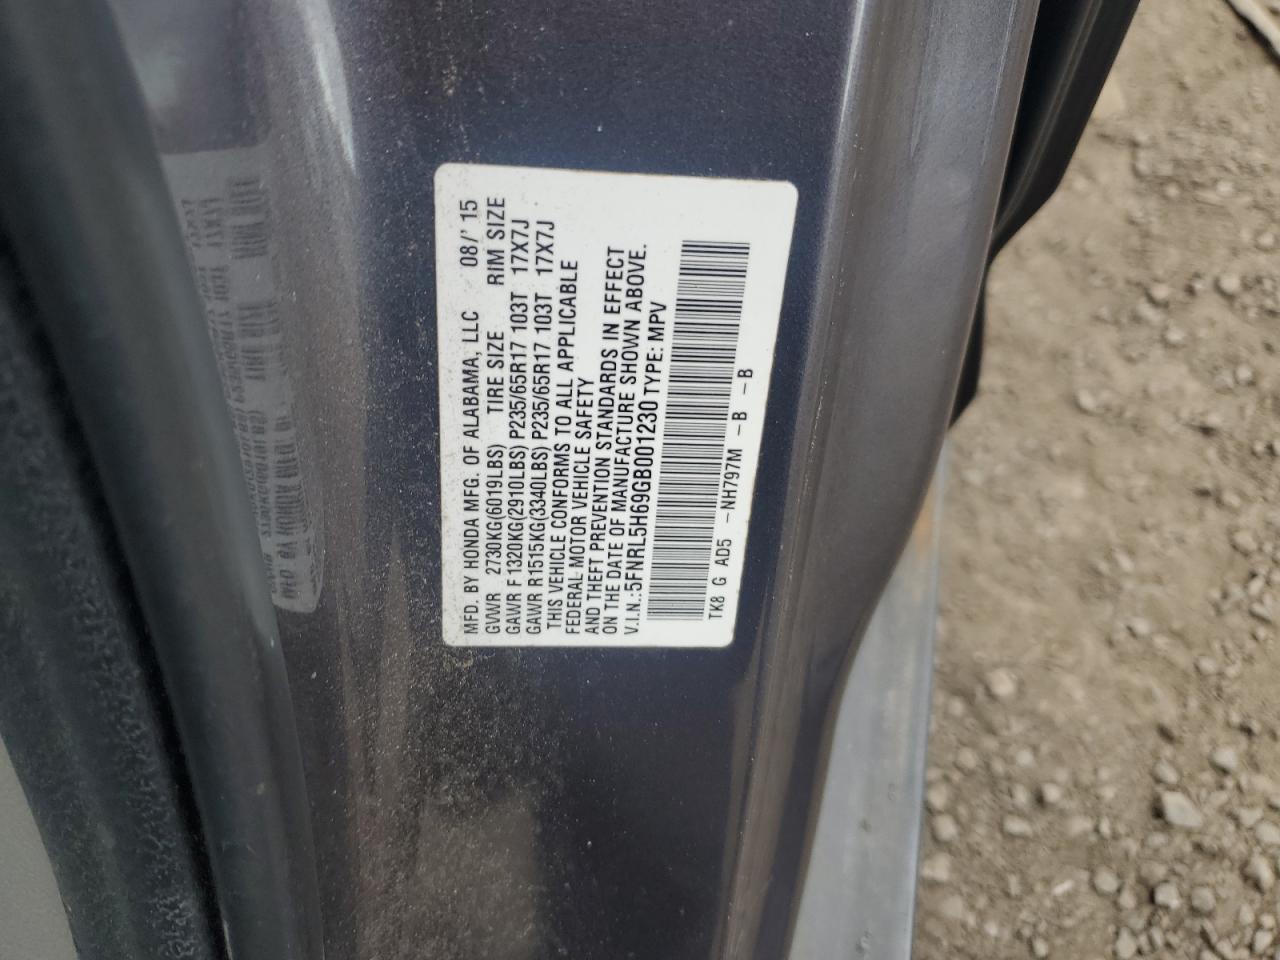 MFD. BY HONDA MFG. OF ALABAMA, LLC 08/' 15
GVWR 2730KG(6019LBS) TIRE SIZE RIM SIZE
GAWR F 1320KG(2910LBS) P235/65R17 103T 17X7J
GAWR R1515KG(3340LBS) P235/65R17 103T 17X7J
THIS VEHICLE CONFORMS TO ALL APPLICABLE
FEDERAL MOTOR VEHICLE SAFETY
AND THEFT PREVENTION STANDARDS IN EFFECT
ON THE DATE OF MANUFACTURE SHOWN ABOVE.
V.I.N.:5FNRL5H69GB001230 TYPE: MPV
TK8 G AD5 -NH797M -B -B